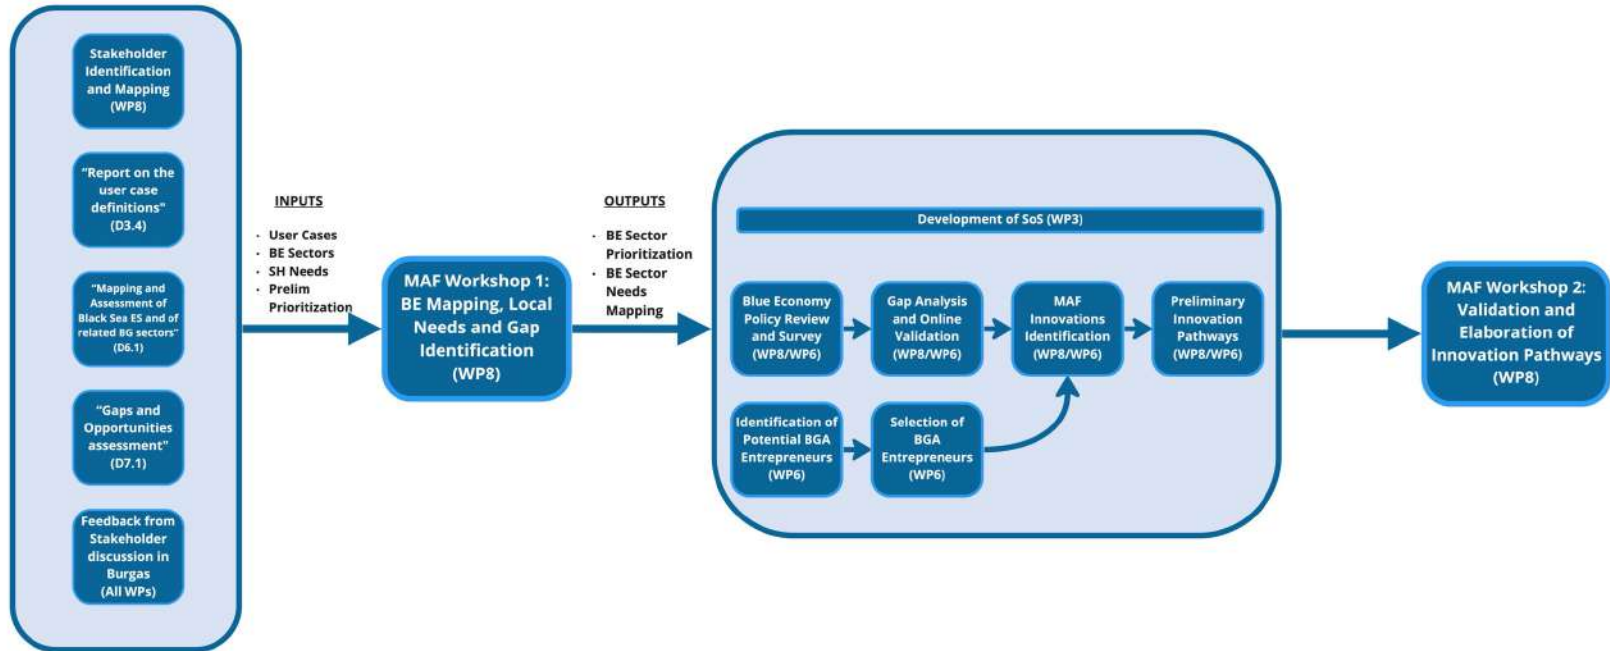 Stakeholder
Identification
and Mapping
(WP8)
“Report on the
user case
definitions"
(D3.4)
“Mapping and
Assessment of
Black Sea ES and of
related BG sectors”
(D6.1)
“Gaps and
Opportunities
assessment”
(D7.1)
Feedback from
Stakeholder
discussion in
Burgas
(All WPs)
INPUTS
· User Cases
· BE Sectors
· SH Needs
· Prelim
Prioritization
MAF Workshop 1:
BE Mapping, Local
Needs and Gap
Identification
(WP8)
OUTPUTS
· BE Sector
Prioritization
· BE Sector
Needs
Mapping
Development of SoS (WP3)
Blue Economy
Policy Review
and Survey
(WP8/WP6)
Gap Analysis
and Online
Validation
(WP8/WP6)
MAF
Innovations
Identification
(WP8/WP6)
Preliminary
Innovation
Pathways
(WP8/WP6)
Identification of
Potential BGA
Entrepreneurs
(WP6)
Selection of
BGA
Entrepreneurs
(WP6)
MAF Workshop 2:
Validation and
Elaboration of
Innovation Pathways
(WP8)